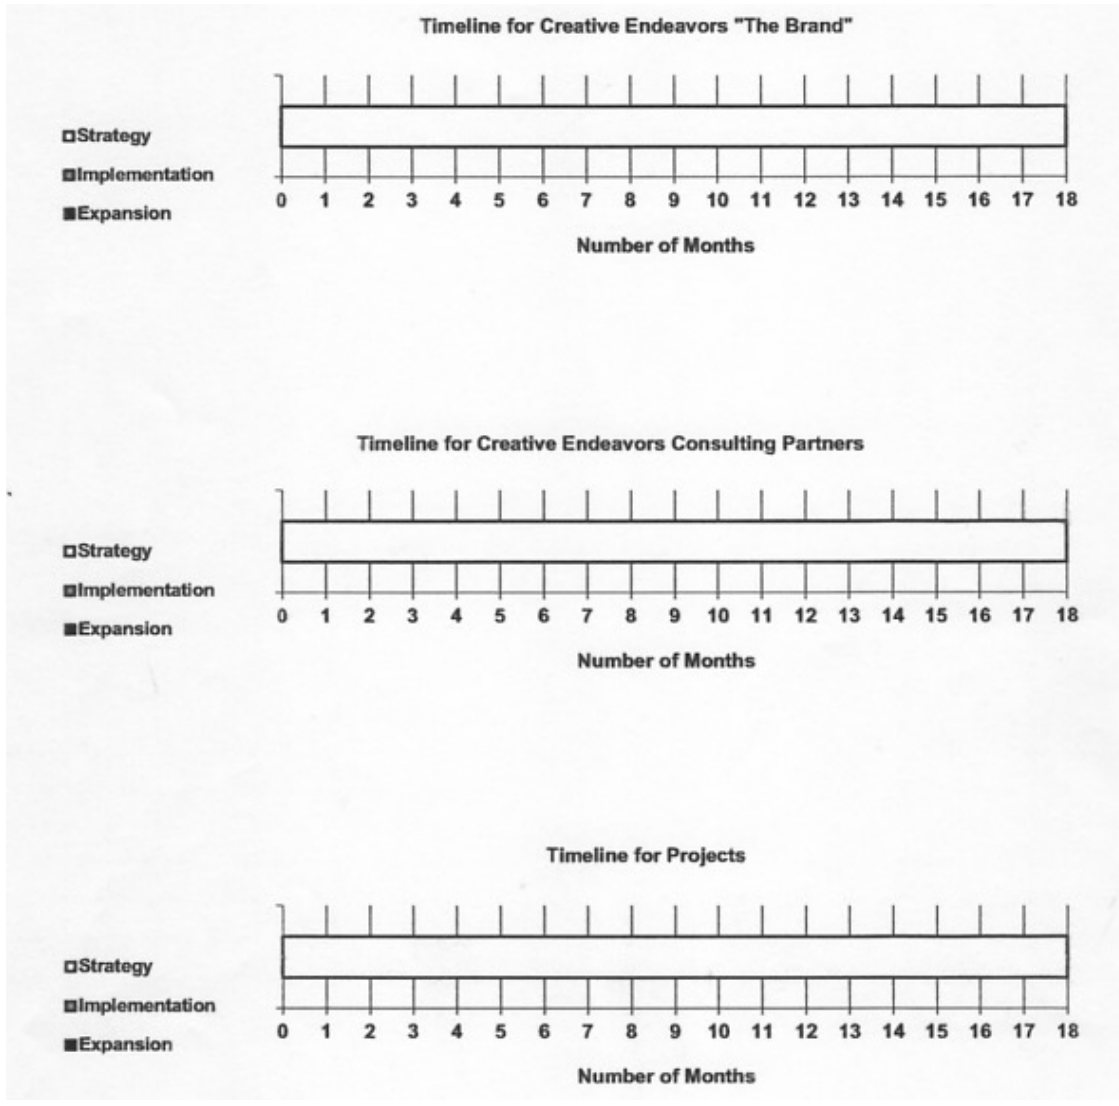 Timeline for Creative Endeavors "The Brand"
Strategy
Implementation
Expansion
0 1 2 3 4 5 6 7 8 9 10 11 12 13 14 15 16 17 18
Number of Months
Timeline for Creative Endeavors Consulting Partners
Strategy
Implementation
Expansion
0 1 2 3 4 5 6 7 8 9 10 11 12 13 14 15 16 17 18
Number of Months
Timeline for Projects
Strategy
Implementation
Expansion
0 1 2 3 4 5 6 7 8 9 10 11 12 13 14 15 16 17 18
Number of Months